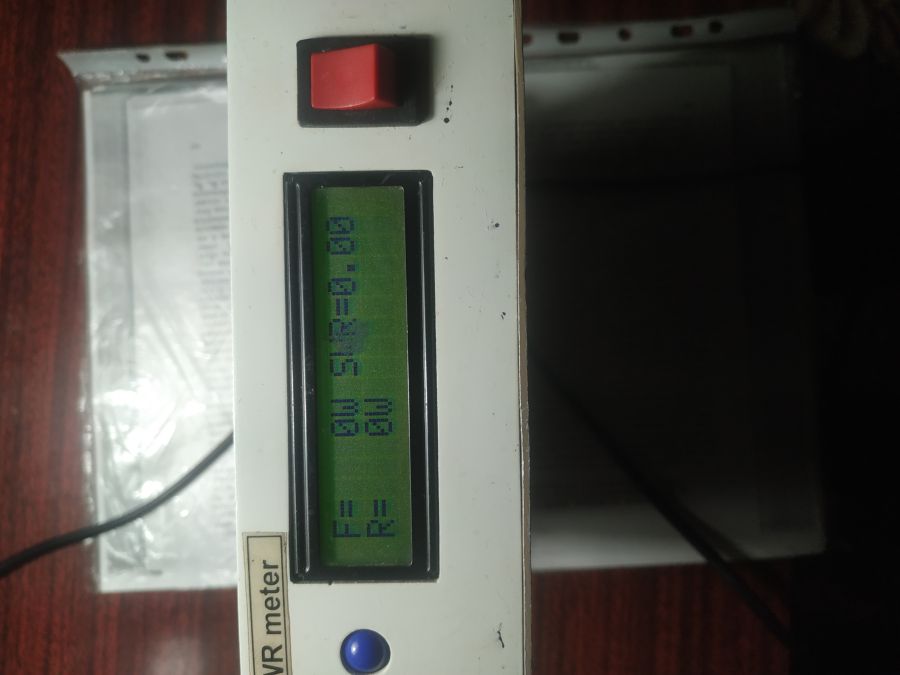 F=    0W SWR=0.00
R=    0W
WR meter